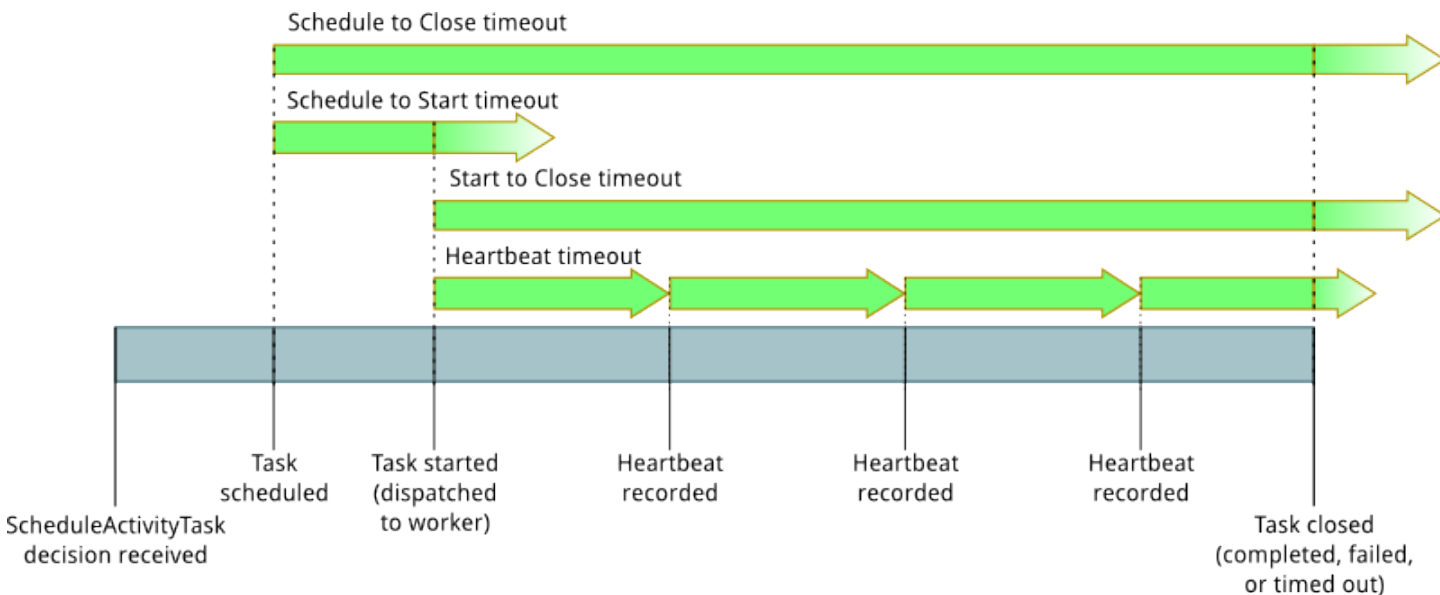 Schedule to Close timeout
Schedule to Start timeout
Start to Close timeout
Heartbeat timeout
ScheduleActivityTask
decision received
Task
scheduled
Task started
(dispatched
to worker)
Heartbeat
recorded
Heartbeat
recorded
Heartbeat
recorded
Task closed
(completed, failed,
or timed out)